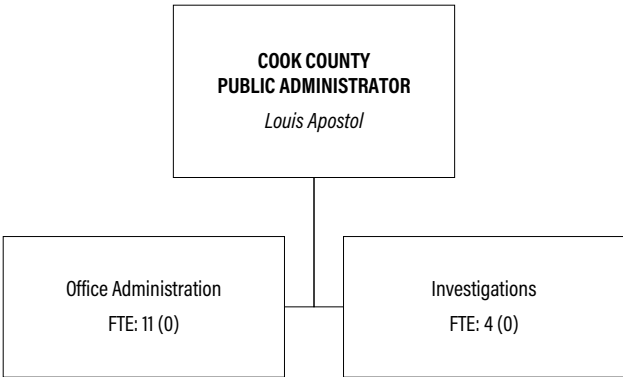 COOK COUNTY
PUBLIC ADMINISTRATOR
Louis Apostol
Office Administration
FTE: 11 (0)
Investigations
FTE: 4 (0)